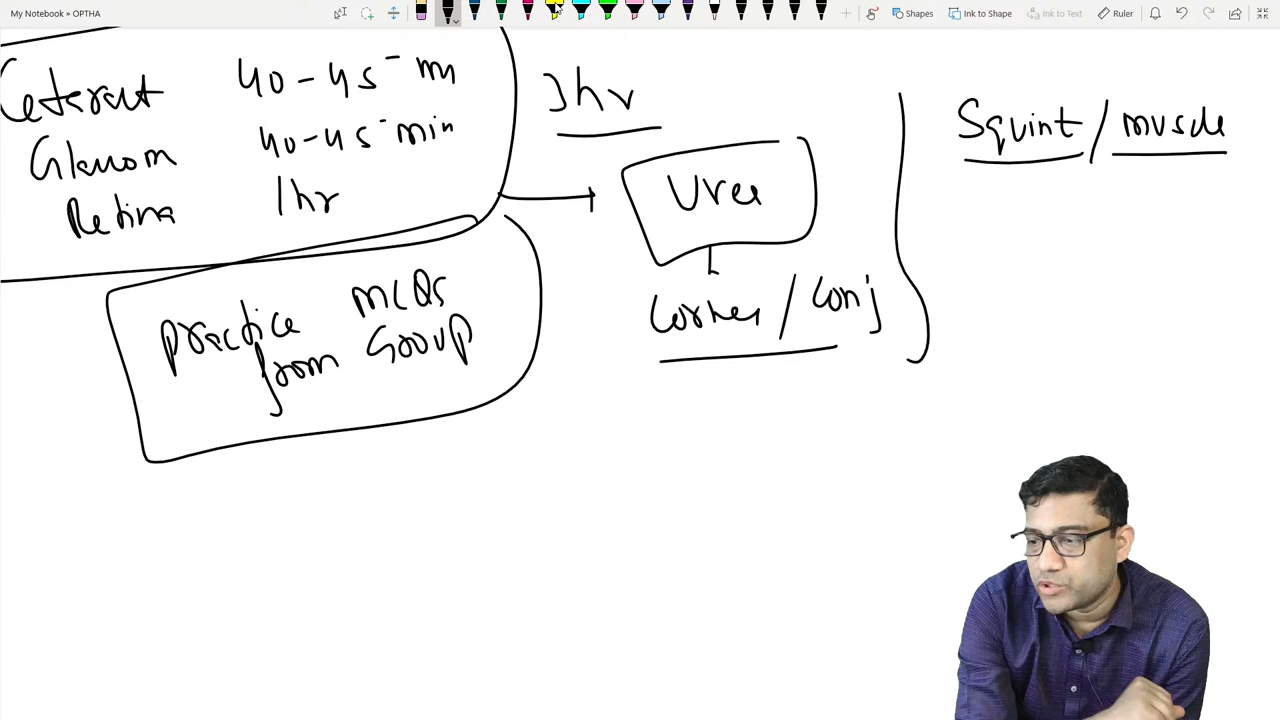 My Notebook » OPTHA
Shapes
Ink to Shape
Ink to Text
Ruler
Cataract 40-45 min
Glaucom 40-45 min
Retina 1hr
3hr
Practice MCQs
from Group
Uvea
Cornea / Conj
Squint / muscle